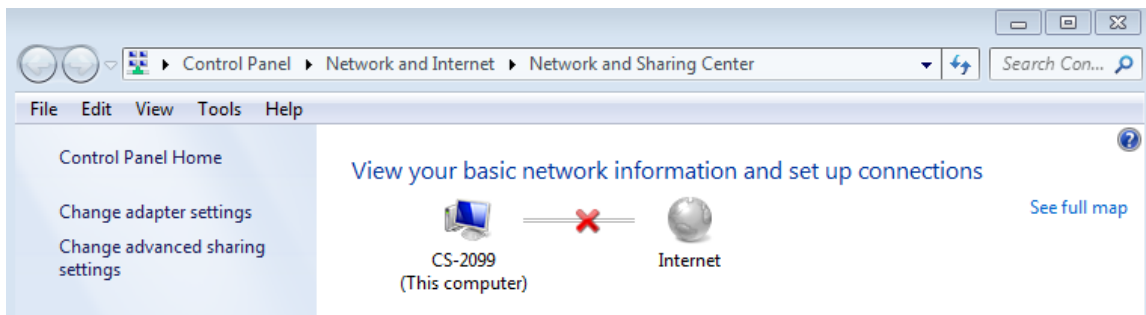 Control Panel Network and Internet Network and Sharing Center Search Con...
File Edit View Tools Help
Control Panel Home
Change adapter settings
Change advanced sharing
settings
View your basic network information and set up connections
See full map
CS-2099
(This computer)
Internet